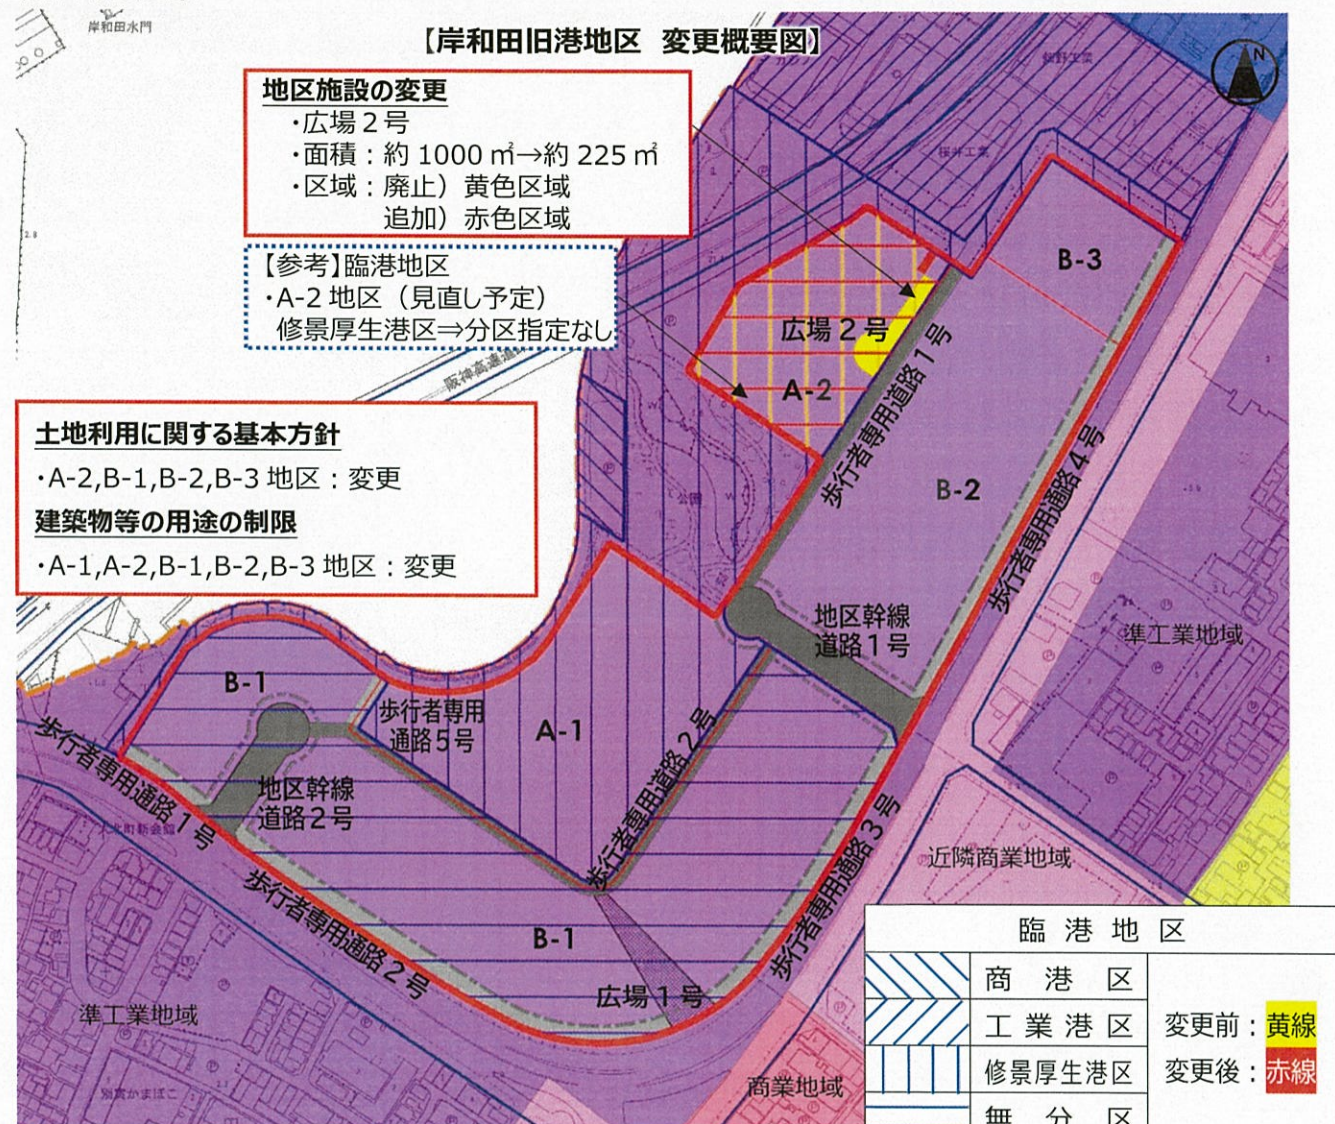 岸和田水門
【岸和田旧港地区 変更概要図】
N
地区施設の変更
・広場２号
・面積：約 1000 ㎡→約 225 ㎡
・区域：廃止）黄色区域
追加）赤色区域
【参考】臨港地区
・A-2 地区（見直し予定）
修景厚生港区⇒分区指定なし
桜井工業
B-3
広場２号
A-2
歩行者専用道路１号
阪神高速道
土地利用に関する基本方針
・A-2,B-1,B-2,B-3 地区：変更
建築物等の用途の制限
・A-1,A-2,B-1,B-2,B-3 地区：変更
公園
B-2
歩行者専用通路４号
地区幹線
道路１号
準工業地域
B-1
歩行者専用
通路５号
A-1
歩行者専用道路２号
歩行者専用通路１号
地区幹線
道路２号
歩行者専用通路３号
近隣商業地域
歩行者専用通路２号
B-1
広場１号
準工業地域
別寅かまぼこ
商業地域
臨港地区
商港区
工業港区
修景厚生港区
無分区
変更前：黄線
変更後：赤線